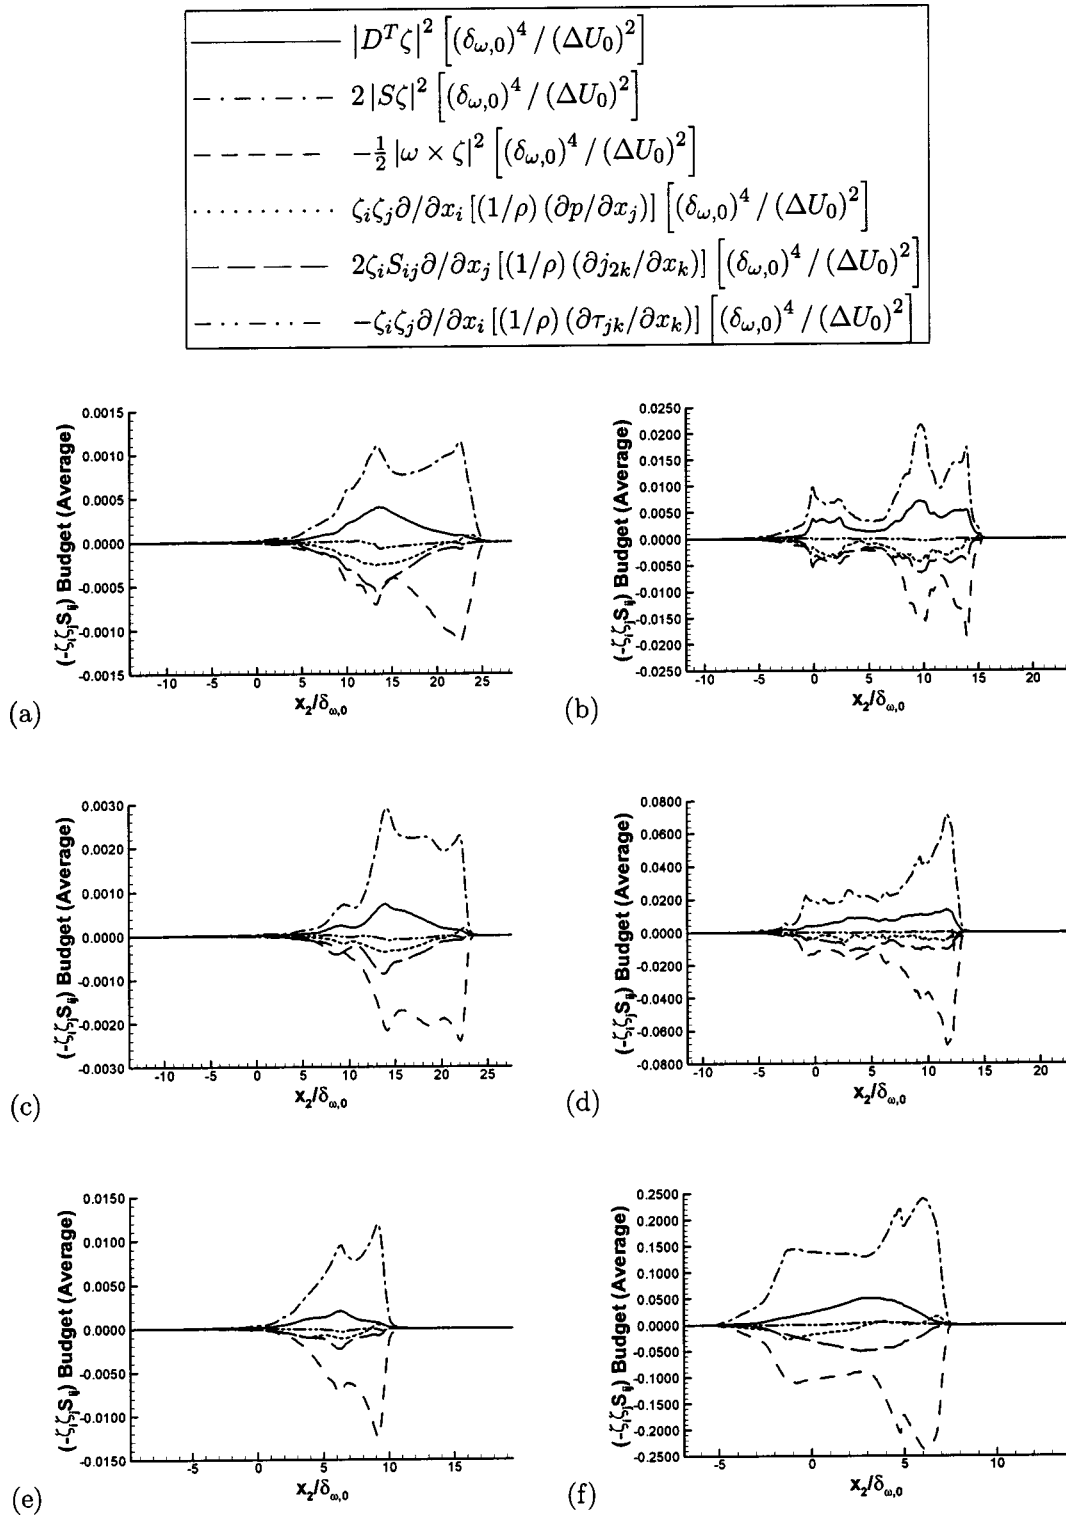 |D^T ζ|^2 [(δ_{ω,0})^4 / (ΔU_0)^2]
2 |Sζ|^2 [(δ_{ω,0})^4 / (ΔU_0)^2]
-\frac{1}{2} |ω × ζ|^2 [(δ_{ω,0})^4 / (ΔU_0)^2]
ζ_i ζ_j ∂/∂x_i [(1/ρ) (∂p/∂x_j)] [(δ_{ω,0})^4 / (ΔU_0)^2]
2ζ_i S_{ij} ∂/∂x_j [(1/ρ) (∂j_{2k}/∂x_k)] [(δ_{ω,0})^4 / (ΔU_0)^2]
-ζ_i ζ_j ∂/∂x_i [(1/ρ) (∂τ_{jk}/∂x_k)] [(δ_{ω,0})^4 / (ΔU_0)^2]
(-ζ_iζ_jS_ij) Budget (Average)
0.0015
0.0010
0.0005
0.0000
-0.0005
-0.0010
-0.0015
-10 -5 0 5 10 15 20 25
x_2/δ_{ω,0}
(a)
(-ζ_iζ_jS_ij) Budget (Average)
0.0250
0.0200
0.0150
0.0100
0.0050
0.0000
-0.0050
-0.0100
-0.0150
-0.0200
-0.0250
-10 -5 0 5 10 15 20
x_2/δ_{ω,0}
(b)
(-ζ_iζ_jS_ij) Budget (Average)
0.0030
0.0020
0.0010
0.0000
-0.0010
-0.0020
-0.0030
-10 -5 0 5 10 15 20 25
x_2/δ_{ω,0}
(c)
(-ζ_iζ_jS_ij) Budget (Average)
0.0800
0.0600
0.0400
0.0200
0.0000
-0.0200
-0.0400
-0.0600
-0.0800
-10 -5 0 5 10 15 20
x_2/δ_{ω,0}
(d)
(-ζ_iζ_jS_ij) Budget (Average)
0.0150
0.0100
0.0050
0.0000
-0.0050
-0.0100
-0.0150
-5 0 5 10 15
x_2/δ_{ω,0}
(e)
(-ζ_iζ_jS_ij) Budget (Average)
0.2500
0.2000
0.1500
0.1000
0.0500
0.0000
-0.0500
-0.1000
-0.1500
-0.2000
-0.2500
-5 0 5 10
x_2/δ_{ω,0}
(f)